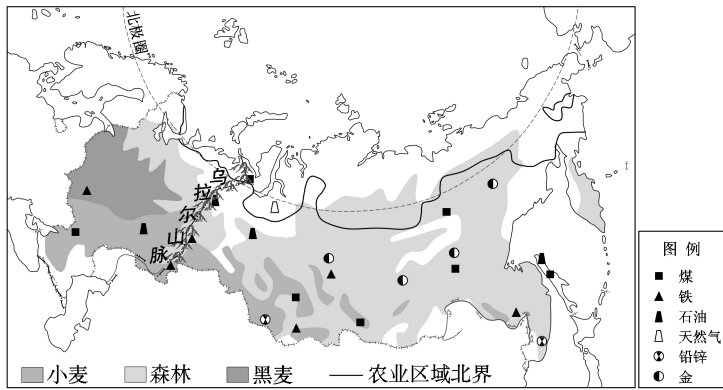 北极圈
乌拉尔山脉
图例
煤
铁
石油
天然气
铅锌
金
小麦
森林
黑麦
农业区域北界